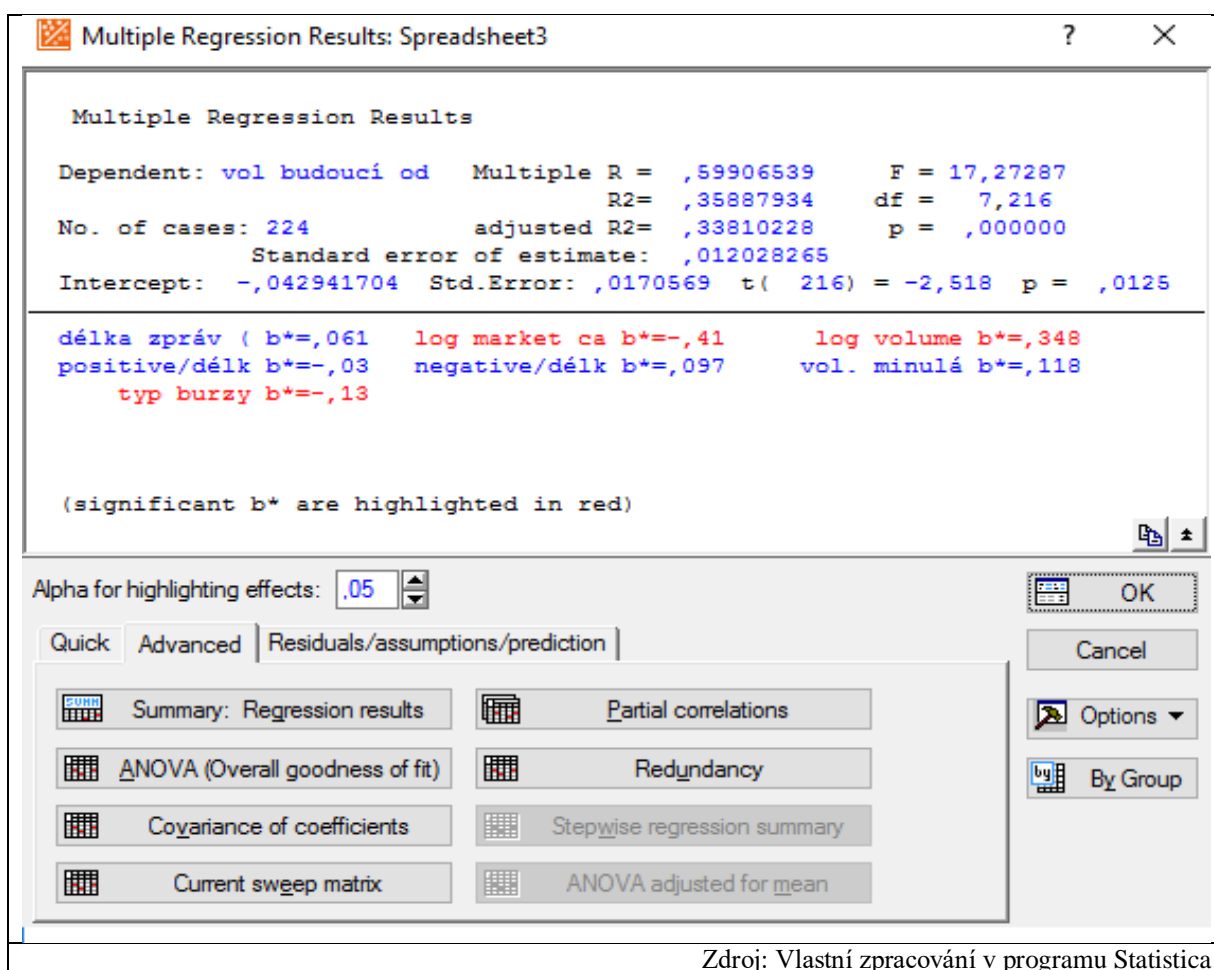 Multiple Regression Results: Spreadsheet3 ? ×
Multiple Regression Results
Dependent: vol budoucí od Multiple R = ,59906539 F = 17,27287
R2= ,35887934 df = 7,216
No. of cases: 224 adjusted R2= ,33810228 p = ,000000
Standard error of estimate: ,012028265
Intercept: -,042941704 Std.Error: ,0170569 t( 216) = -2,518 p = ,0125
délka zpráv ( b*=,061 log market ca b*=-,41 log volume b*=,348
positive/délk b*=-,03 negative/délk b*=,097 vol. minulá b*=,118
typ burzy b*=-,13
(significant b* are highlighted in red)
Alpha for highlighting effects: ,05
OK
Quick Advanced Residuals/assumptions/prediction
Cancel
Summary: Regression results Partial correlations
Options
ANOVA (Overall goodness of fit) Redundancy
By Group
Covariance of coefficients Stepwise regression summary
Current sweep matrix ANOVA adjusted for mean
Zdroj: Vlastní zpracování v programu Statistica